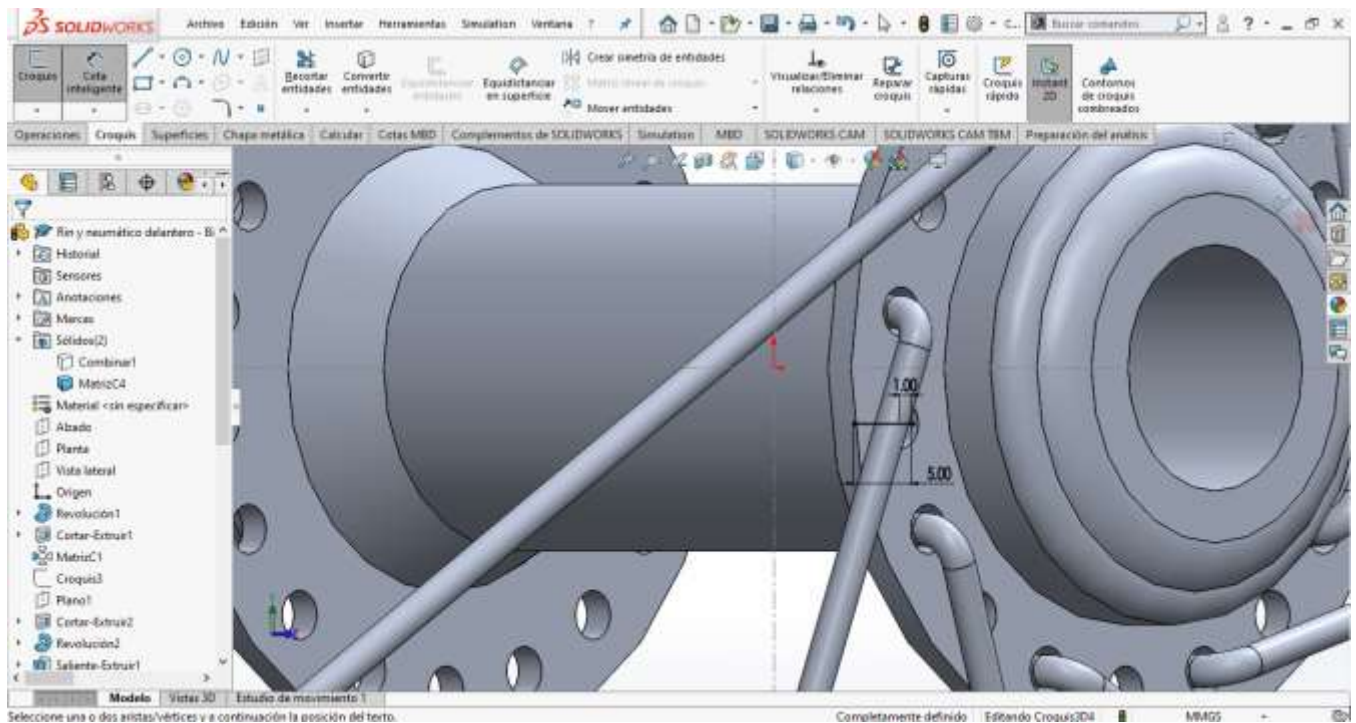 SOLIDWORKS
Archivo Edición Ver Insertar Herramientas Simulation Ventana ?
Croquis
Cota inteligente
Recortar entidades
Convertir entidades
Equidistanciar en superficie
Crear simetría de entidades
Mover entidades
Visualizar/Eliminar relaciones
Reparar croquis
Capturas rápidas
Croquis rápido
Instant 2D
Contornos de croquis sombreados
Operaciones Croquis Superficies Chapa metálica Calcular Cotas MBD Complementos de SOLIDWORKS Simulation MBD SOLIDWORKS CAM SOLIDWORKS CAM TBM Preparación del análisis
Rin y neumático delantero - Bi
Historial
Sensores
Anotaciones
Marcas
Sólidos(2)
Combinar1
MatrizC4
Material <sin especificar>
Alzado
Planta
Vista lateral
Origen
Revolución1
Cortar-Extruir1
MatrizC1
Croquis3
Plano1
Cortar-Extruir2
Revolución2
Saliente-Extruir1
1.00
5.00
Modelo Vistas 3D Estudio de movimiento 1
Seleccione una o dos aristas/vértices y a continuación la posición del texto.
Completamente definido Editando Croquis3D4 MMGS